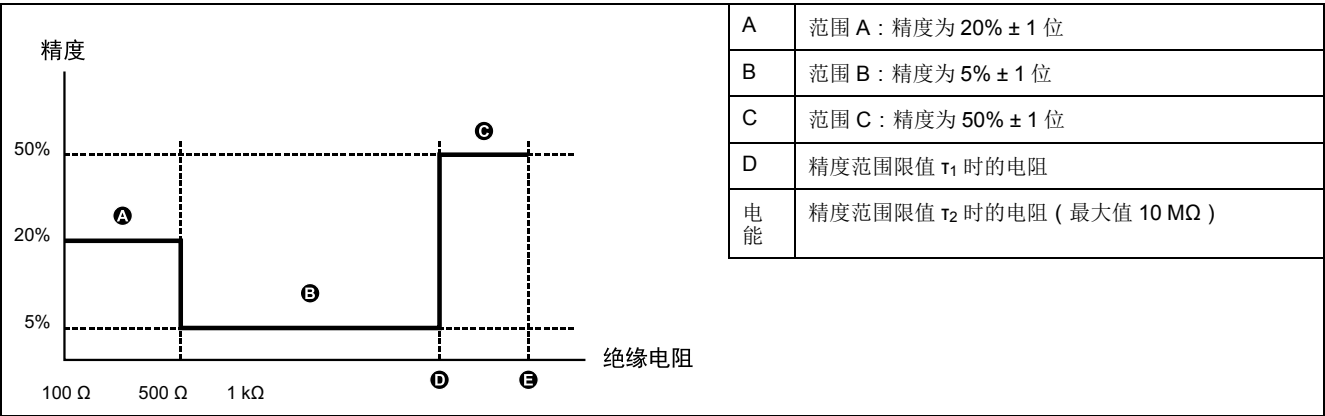 精度
50%
20%
5%
A
B
C
D
E
绝缘电阻
100 Ω 500 Ω 1 kΩ
A 范围 A：精度为 20% ± 1 位
B 范围 B：精度为 5% ± 1 位
C 范围 C：精度为 50% ± 1 位
D 精度范围限值 τ₁ 时的电阻
电
能 精度范围限值 τ₂ 时的电阻（最大值 10 MΩ）